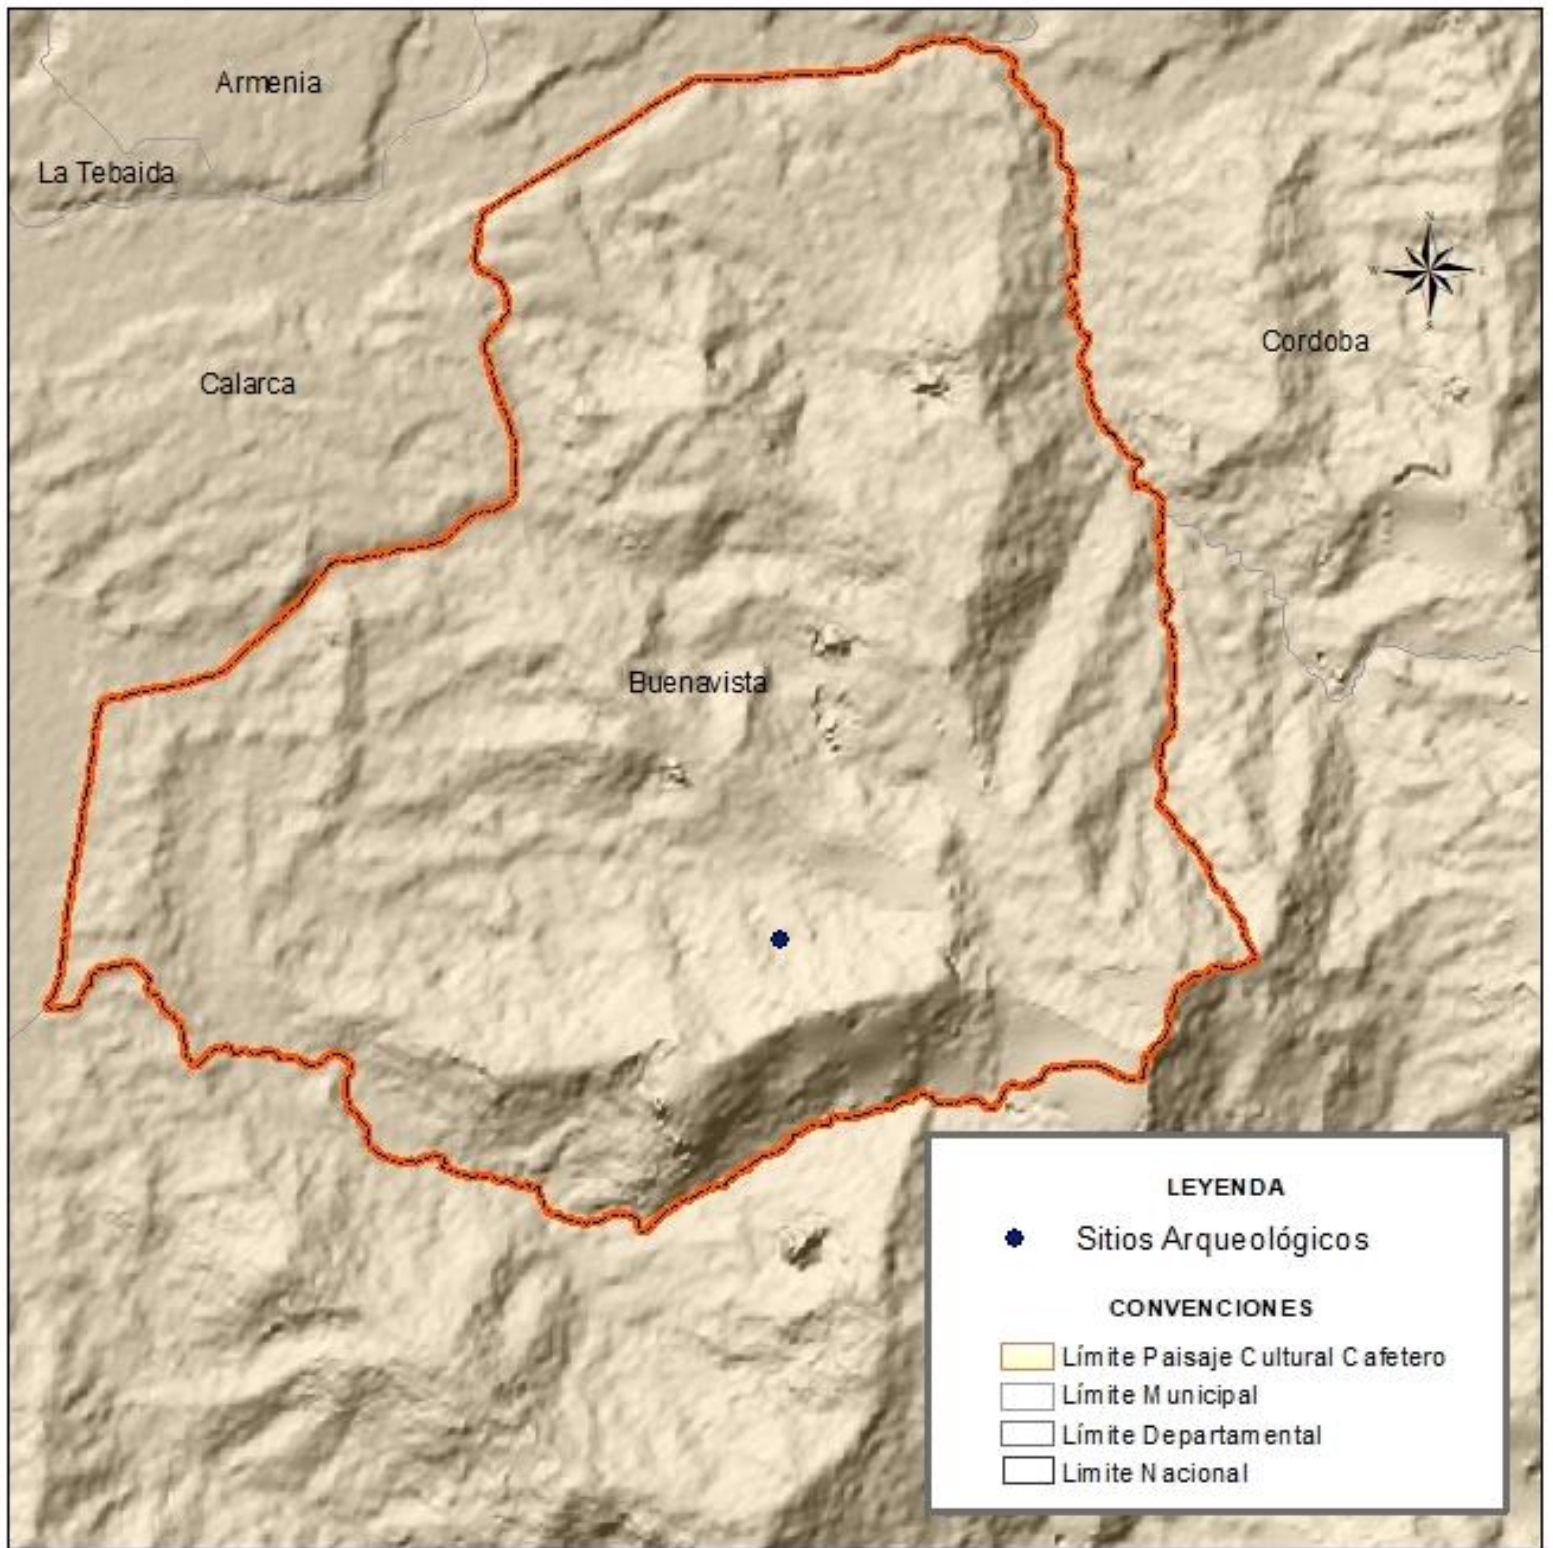 Armenia
La Tebaida
N
W E
S
Cordoba
Calarca
Buenavista
LEYENDA
Sitios Arqueológicos
CONVENCIONES
Límite Paisaje Cultural Cafetero
Límite Municipal
Límite Departamental
Limite Nacional